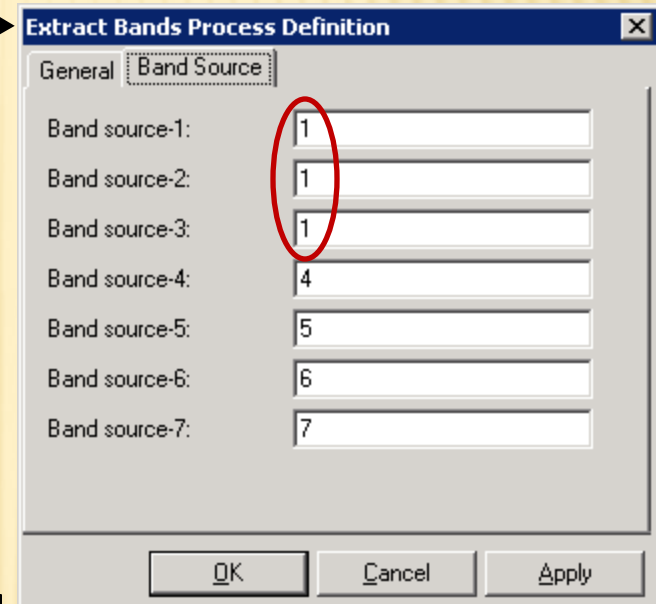 Extract Bands Process Definition
General Band Source
Band source-1: 1
Band source-2: 1
Band source-3: 1
Band source-4: 4
Band source-5: 5
Band source-6: 6
Band source-7: 7
OK Cancel Apply